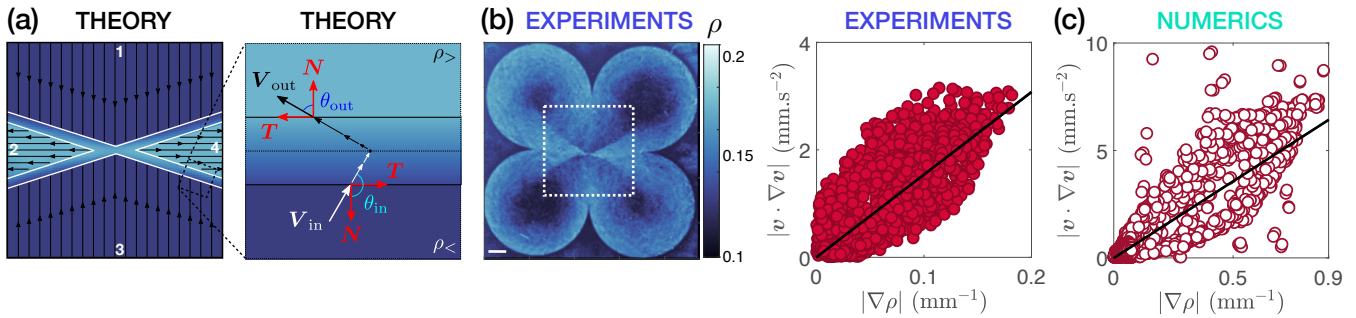 (a) THEORY
THEORY
1
2
4
3
ρ>
N
V_out
θ_out
T
T
θ_in
V_in
N
ρ<
(b) EXPERIMENTS
ρ
0.2
0.15
0.1
EXPERIMENTS
|v · ∇v| (mm.s⁻²)
4
2
0
0
0.1
0.2
|∇ρ| (mm⁻¹)
(c) NUMERICS
|v · ∇v| (mm.s⁻²)
10
5
0
0
0.5
0.9
|∇ρ| (mm⁻¹)